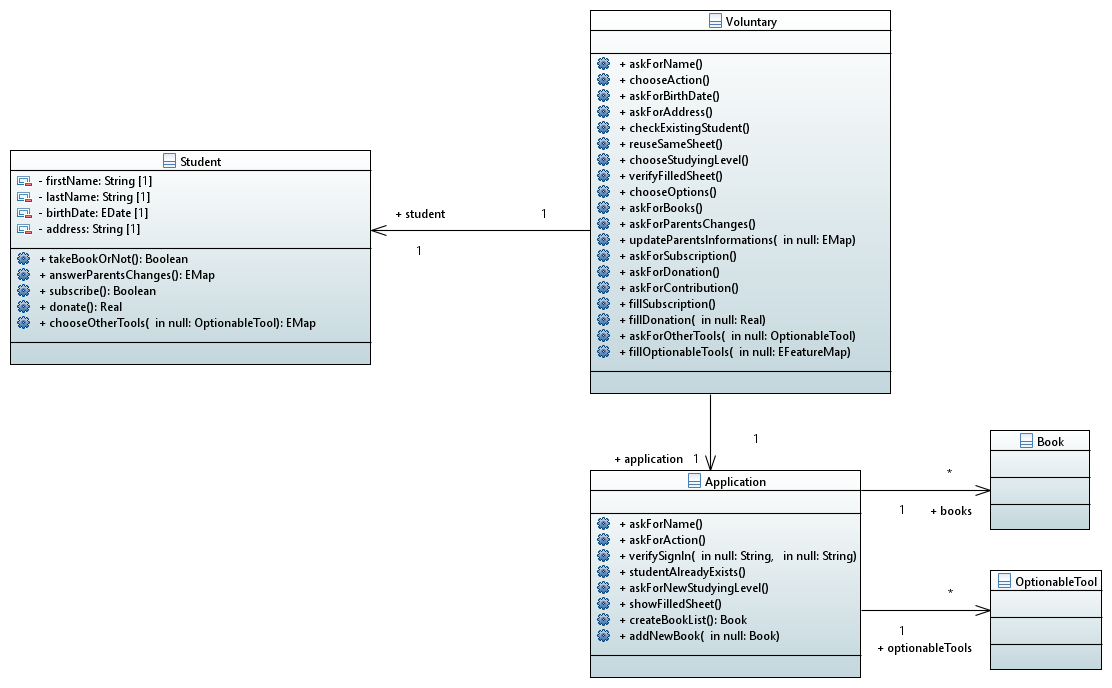 Voluntary
+ askForName()
+ chooseAction()
+ askForBirthDate()
+ askForAddress()
+ checkExistingStudent()
+ reuseSameSheet()
+ chooseStudyingLevel()
+ verifyFilledSheet()
+ chooseOptions()
+ askForBooks()
+ askForParentsChanges()
+ updateParentsInformations(  in null: EMap)
+ askForSubscription()
+ askForDonation()
+ askForContribution()
+ fillSubscription()
+ fillDonation(  in null: Real)
+ askForOtherTools(  in null: OptionableTool)
+ fillOptionableTools(  in null: EFeatureMap)
Student
- firstName: String [1]
- lastName: String [1]
- birthDate: EDate [1]
- address: String [1]
+ takeBookOrNot(): Boolean
+ answerParentsChanges(): EMap
+ subscribe(): Boolean
+ donate(): Real
+ chooseOtherTools(  in null: OptionableTool): EMap
+ student
1
1
1
+ application
1
Application
+ askForName()
+ askForAction()
+ verifySignIn(  in null: String,   in null: String)
+ studentAlreadyExists()
+ askForNewStudyingLevel()
+ showFilledSheet()
+ createBookList(): Book
+ addNewBook(  in null: Book)
*
1
+ books
Book
*
1
+ optionableTools
OptionableTool